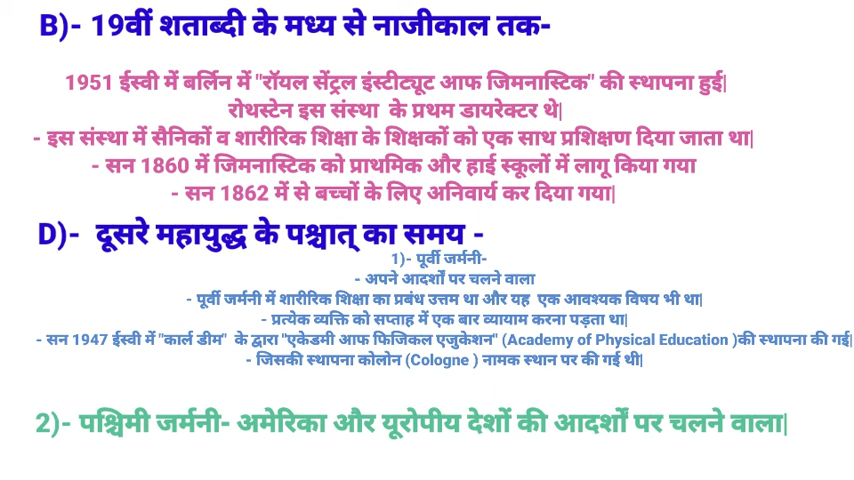 B)- 19वीं शताब्दी के मध्य से नाजीकाल तक-
1951 ईस्वी में बर्लिन में "रॉयल सेंट्रल इंस्टीट्यूट आफ जिमनास्टिक" की स्थापना हुई|
रोथस्टेन इस संस्था के प्रथम डायरेक्टर थे|
- इस संस्था में सैनिकों व शारीरिक शिक्षा के शिक्षकों को एक साथ प्रशिक्षण दिया जाता था|
- सन 1860 में जिमनास्टिक को प्राथमिक और हाई स्कूलों में लागू किया गया
- सन 1862 में से बच्चों के लिए अनिवार्य कर दिया गया|
D)- दूसरे महायुद्ध के पश्चात् का समय -
1)- पूर्वी जर्मनी-
- अपने आदर्शों पर चलने वाला
- पूर्वी जर्मनी में शारीरिक शिक्षा का प्रबंध उत्तम था और यह एक आवश्यक विषय भी था|
- प्रत्येक व्यक्ति को सप्ताह में एक बार व्यायाम करना पड़ता था|
- सन 1947 ईस्वी में "कार्ल डीम" के द्वारा "एकेडमी आफ फिजिकल एजुकेशन" (Academy of Physical Education )की स्थापना की गई|
- जिसकी स्थापना कोलोन (Cologne ) नामक स्थान पर की गई थी|
2)- पश्चिमी जर्मनी- अमेरिका और यूरोपीय देशों की आदर्शों पर चलने वाला|